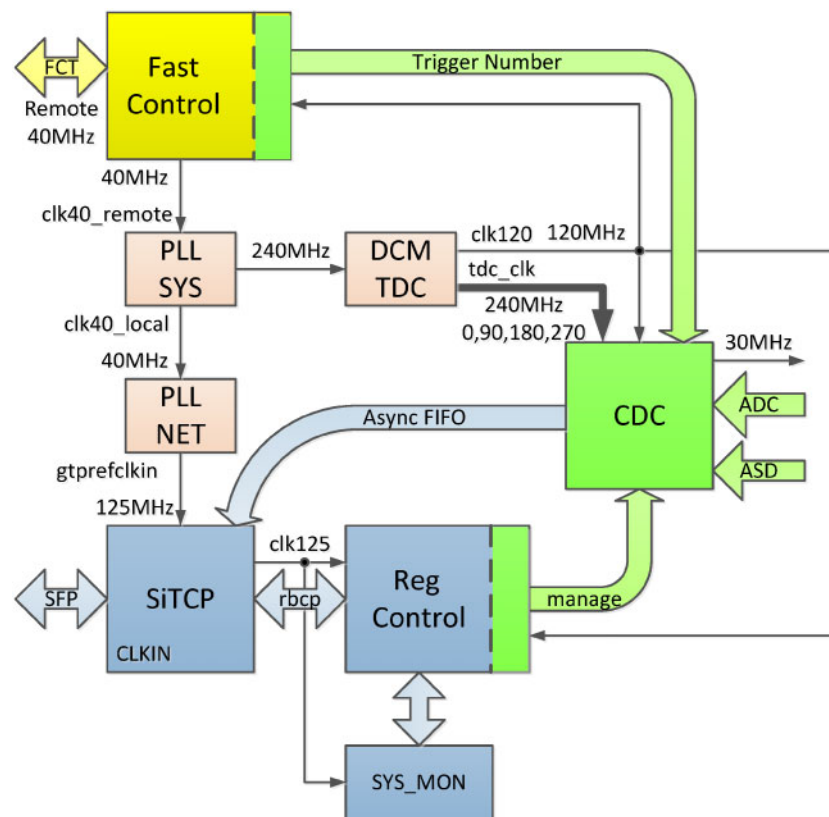 FCT
Remote
40MHz
Fast
Control
Trigger Number
40MHz
clk40_remote
PLL
SYS
240MHz
DCM
TDC
clk120
120MHz
tdc_clk
240MHz
0,90,180,270
30MHz
clk40_local
40MHz
PLL
NET
CDC
ADC
ASD
Async FIFO
gtprefclkin
125MHz
SFP
SiTCP
CLKIN
clk125
rbcp
Reg
Control
manage
SYS_MON